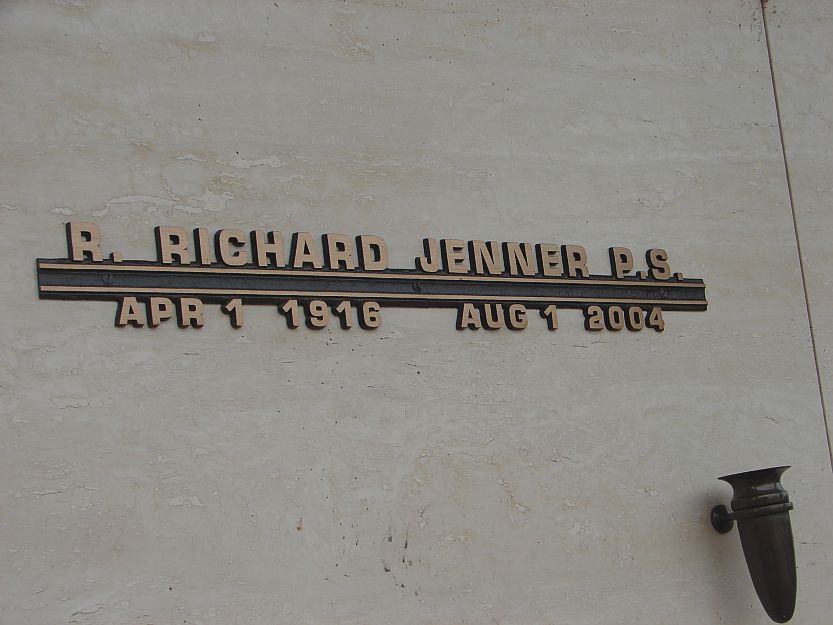 R. RICHARD JENNER P.S.
APR 1 1916 AUG 1 2004